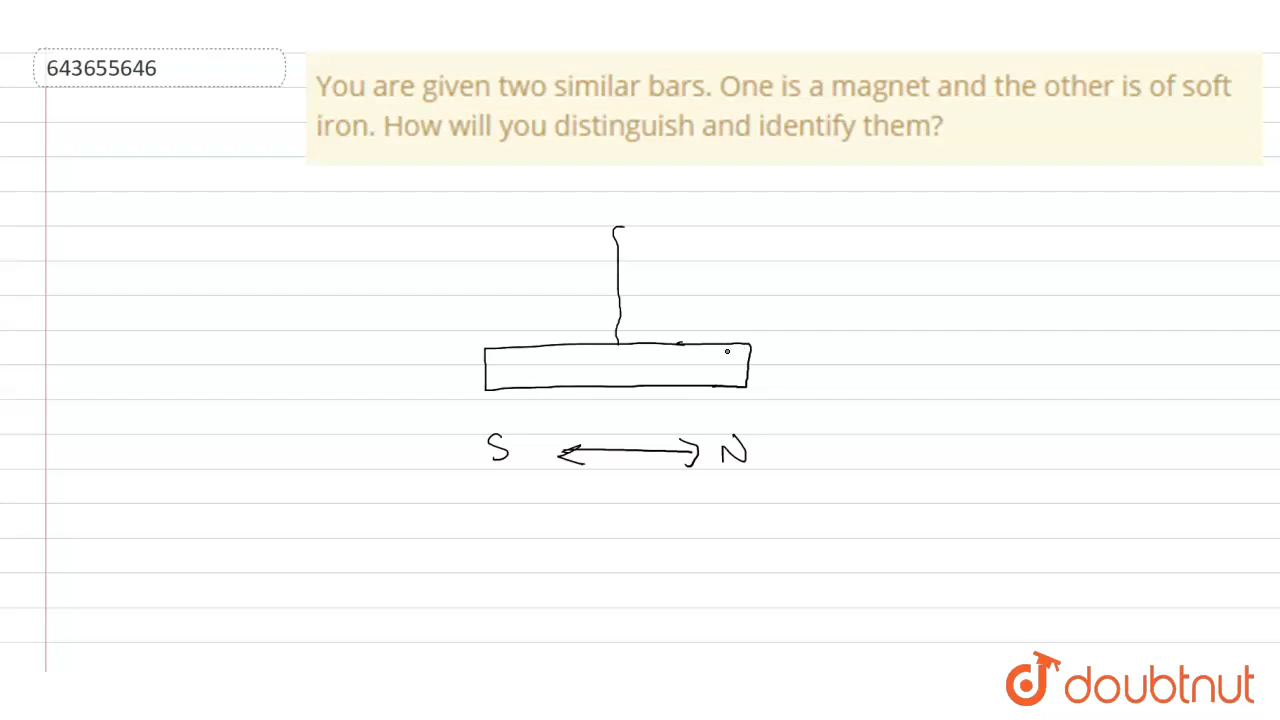 643655646
You are given two similar bars. One is a magnet and the other is of soft
iron. How will you distinguish and identify them?
S N
doubtnut